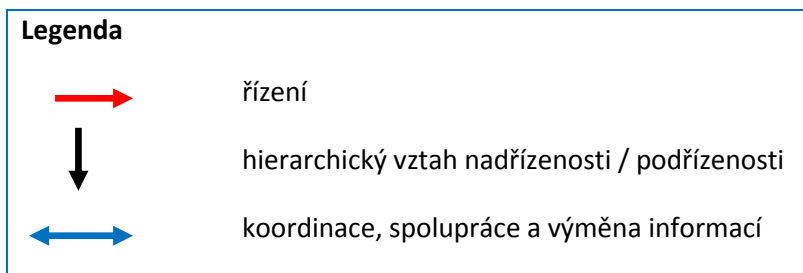 Legenda
řízení
hierarchický vztah nadřízenosti / podřízenosti
koordinace, spolupráce a výměna informací